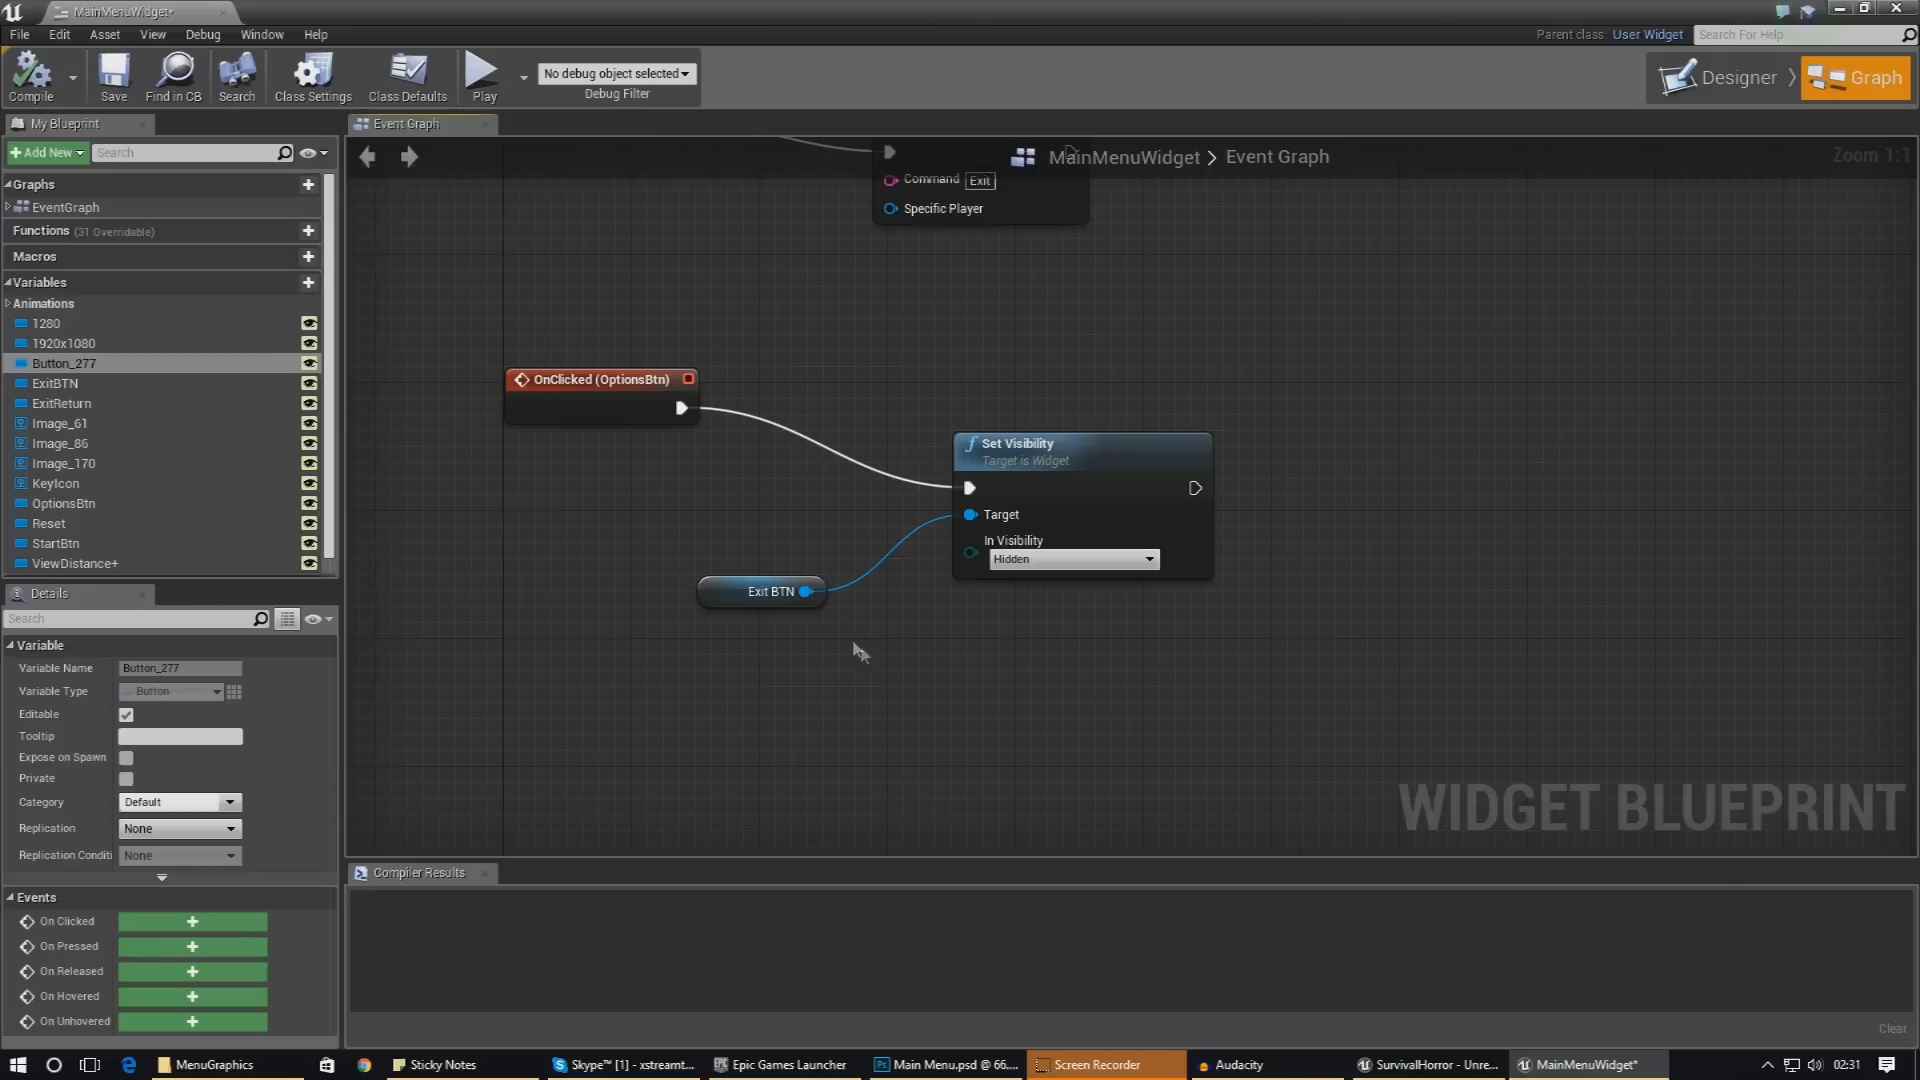 MainMenuWidget*
File Edit Asset View Debug Window Help
Parent class: User Widget Search For Help
Compile Save Find in CB Search Class Settings Class Defaults Play
No debug object selected
Debug Filter
Designer Graph
My Blueprint
Event Graph
Add New Search
MainMenuWidget > Event Graph
Zoom 1:1
Graphs
EventGraph
Functions (31 Overridable)
Macros
Variables
Animations
1280
1920x1080
Button_277
ExitBTN
ExitReturn
Image_61
Image_86
Image_170
KeyIcon
OptionsBtn
Reset
StartBtn
ViewDistance+
Command Exit
Specific Player
OnClicked (OptionsBtn)
Set Visibility
Target is Widget
Target
In Visibility
Hidden
Exit BTN
WIDGET BLUEPRINT
Details
Search
Variable
Variable Name Button_277
Variable Type Button
Editable
Tooltip
Expose on Spawn
Private
Category Default
Replication None
Replication Conditi None
Events
On Clicked
On Pressed
On Released
On Hovered
On Unhovered
Compiler Results
Clear
MenuGraphics Sticky Notes Skype™ [1] - xstreamt... Epic Games Launcher Main Menu.psd @ 66.... Screen Recorder Audacity SurvivalHorror - Unre... MainMenuWidget* 02:31